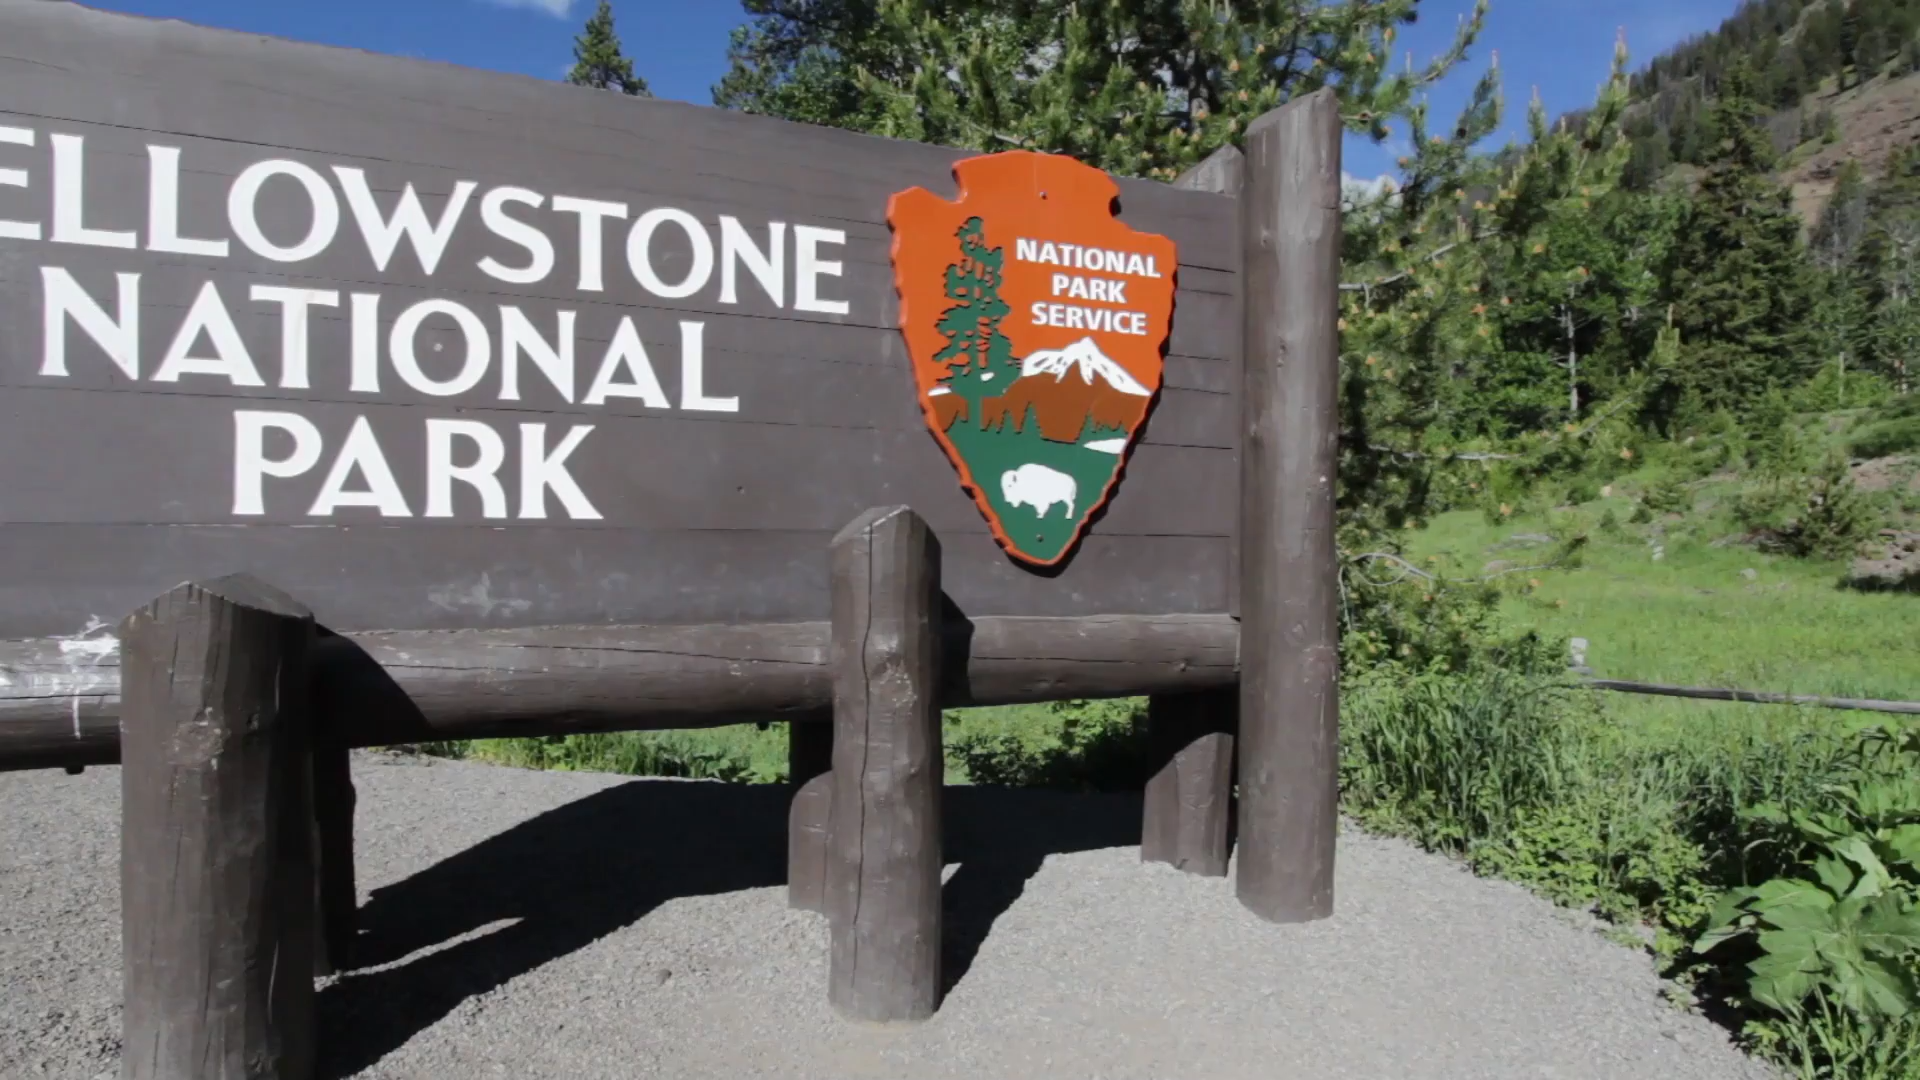 ELLOWSTONE
NATIONAL
PARK
NATIONAL
PARK
SERVICE